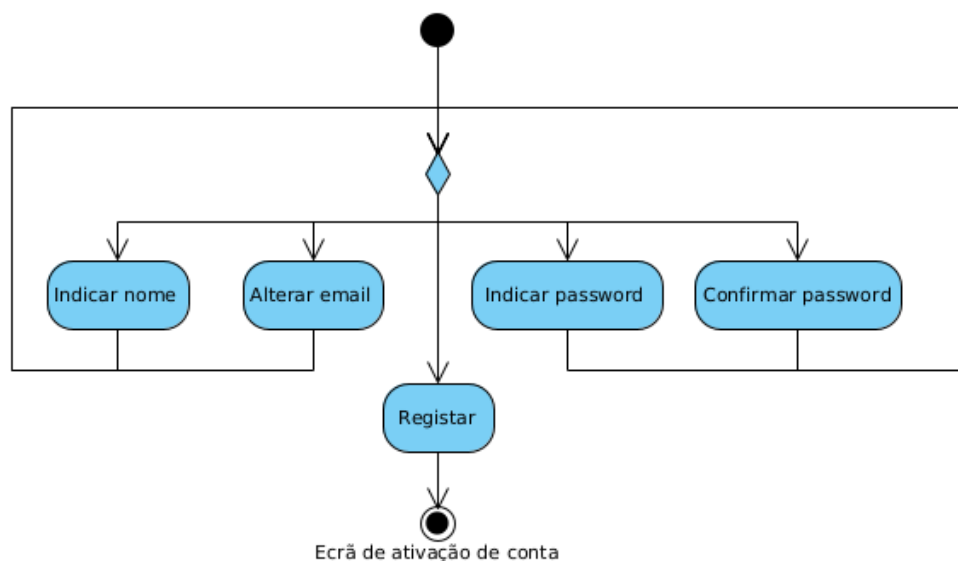 Indicar nome
Alterar email
Indicar password
Confirmar password
Registar
Ecrã de ativação de conta